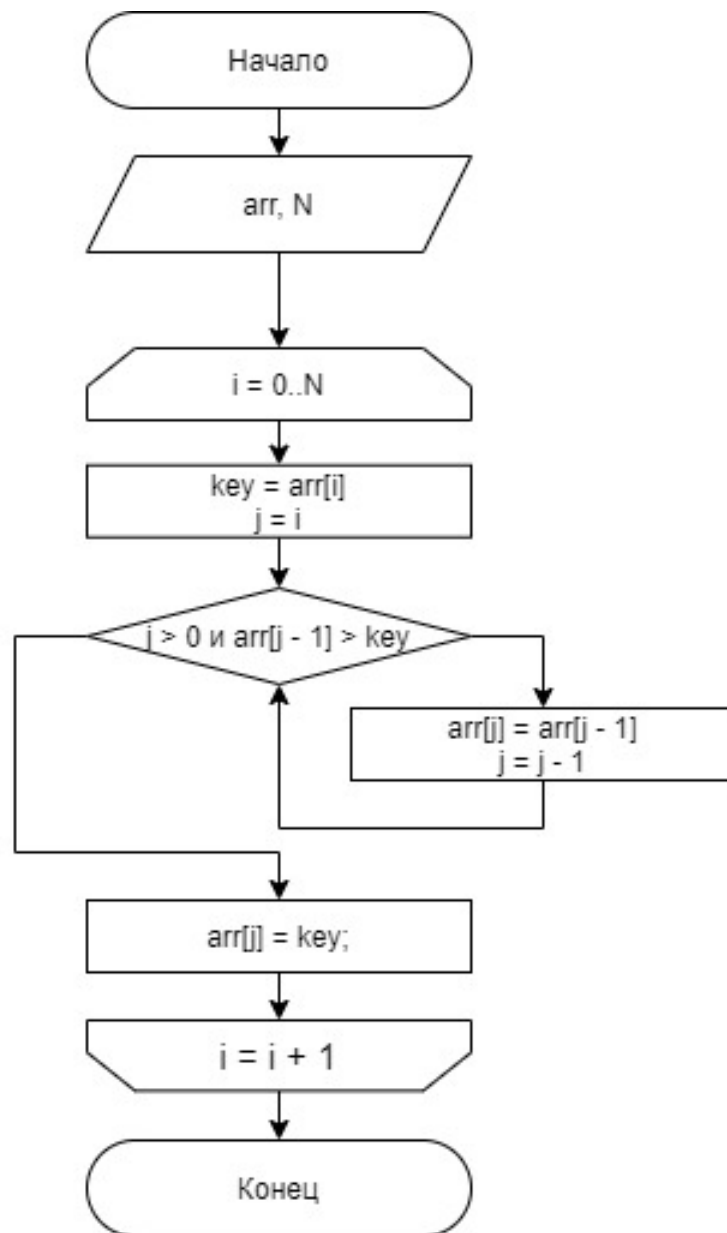 Начало
arr, N
i = 0..N
key = arr[i]
j = i
j > 0 и arr[j - 1] > key
arr[j] = arr[j - 1]
j = j - 1
arr[j] = key;
i = i + 1
Конец